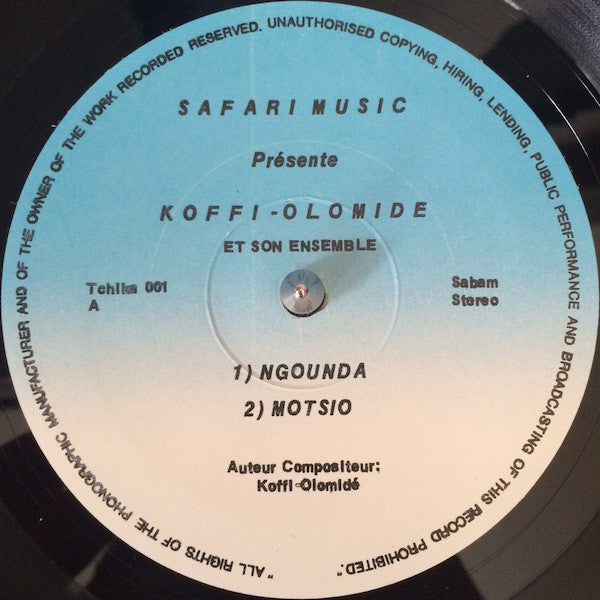 SAFARI MUSIC
Présente
KOFFI-OLOMIDE
ET SON ENSEMBLE
Tchika 001
A
Sabam
Stereo
1) NGOUNDA
2) MOTSIO
Auteur Compositeur:
Koffi-Olomidé
"ALL RIGHTS OF THE PHONOGRAPHIC MANUFACTURER AND OF THE OWNER OF THE WORK RECORDED RESERVED. UNAUTHORISED COPYING, HIRING, LENDING, PUBLIC PERFORMANCE AND BROADCASTING OF THIS RECORD PROHIBITED."